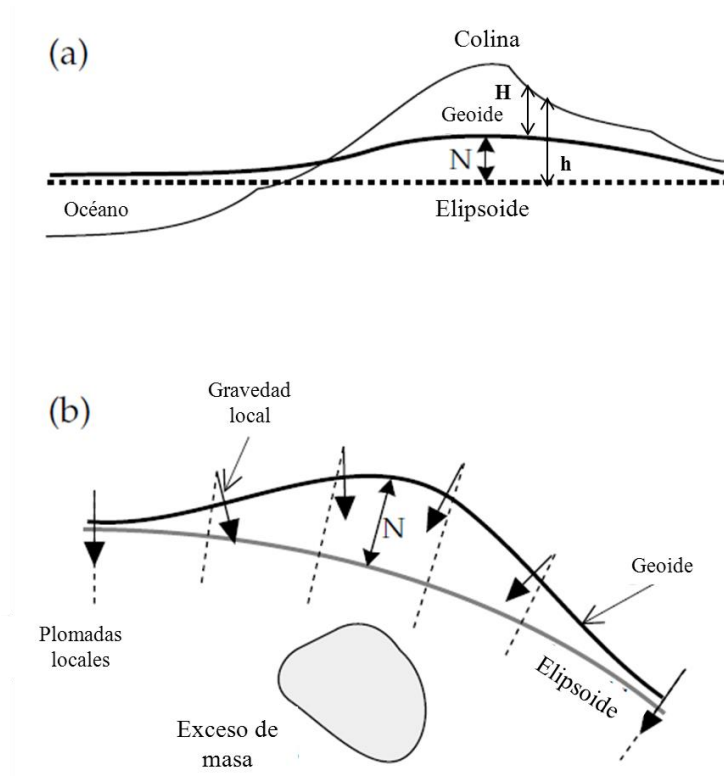 (a)
Colina
H
Geoide
N
h
Océano
Elipsoide
(b)
Gravedad
local
N
Geoide
Plomadas
locales
Elipsoide
Exceso de
masa